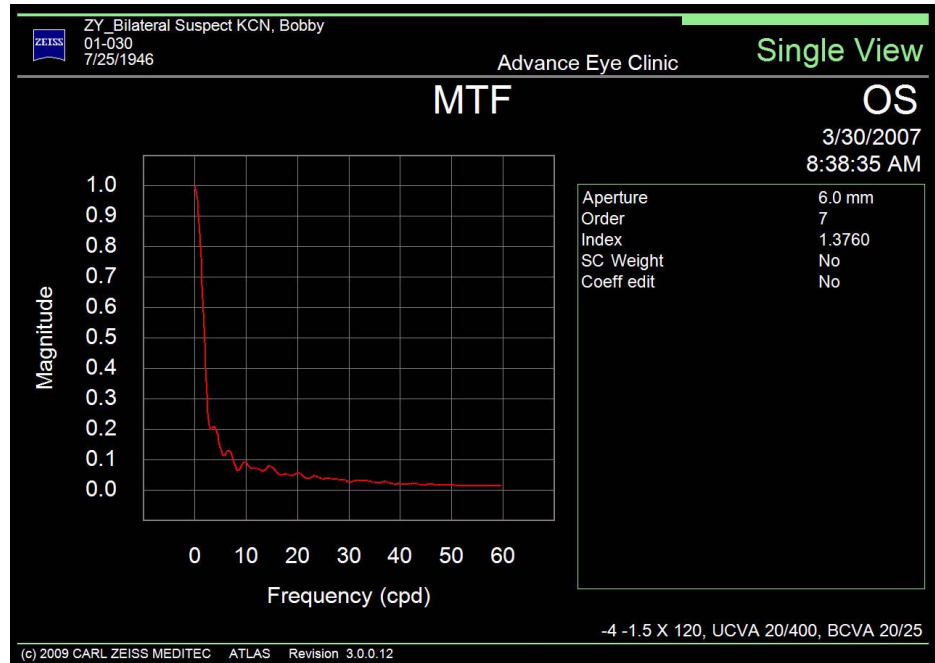 ZEISS
ZY_Bilateral Suspect KCN, Bobby
01-030
7/25/1946
Advance Eye Clinic
Single View
MTF
OS
3/30/2007
8:38:35 AM
1.0
0.9
0.8
0.7
0.6
0.5
0.4
0.3
0.2
0.1
0.0
Magnitude
0 10 20 30 40 50 60
Frequency (cpd)
Aperture 6.0 mm
Order 7
Index 1.3760
SC Weight No
Coeff edit No
-4 -1.5 X 120, UCVA 20/400, BCVA 20/25
(c) 2009 CARL ZEISS MEDITEC ATLAS Revision 3.0.0.12